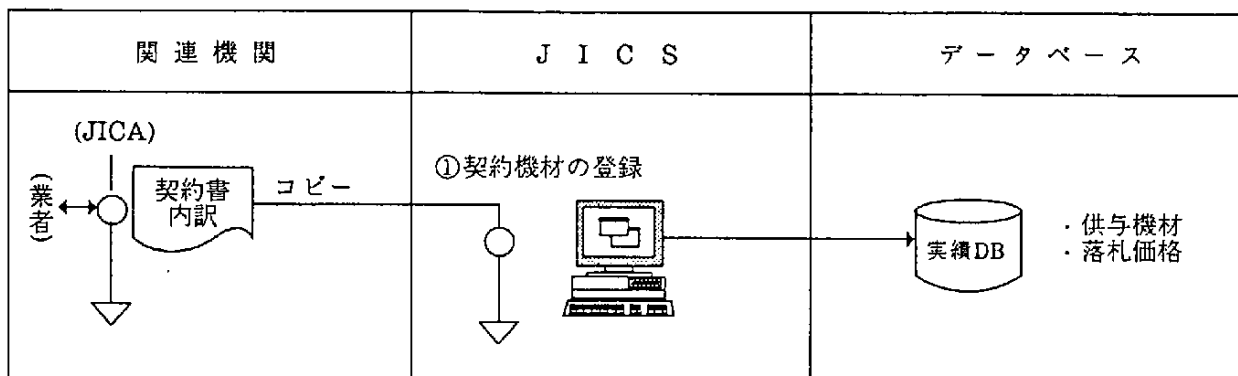 関連機関
JICS
データベース
(JICA)
(業者)
契約書
内訳
コピー
①契約機材の登録
実績DB
・供与機材
・落札価格